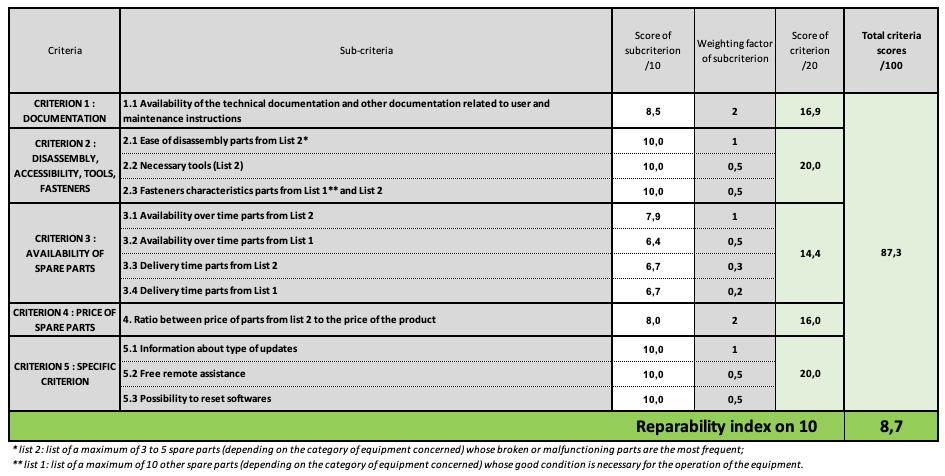 Criteria
Sub-criteria
Score of
subcriterion
/10
Weighting factor
of subcriterion
Score of
criterion
/20
Total criteria
scores
/100
CRITERION 1 :
DOCUMENTATION
1.1 Availability of the technical documentation and other documentation related to user and
maintenance instructions
8,5
2
16,9
CRITERION 2 :
DISASSEMBLY,
ACCESSIBILITY, TOOLS,
FASTENERS
2.1 Ease of disassembly parts from List 2*
10,0
1
2.2 Necessary tools (List 2)
10,0
0,5
2.3 Fasteners characteristics parts from List 1** and List 2
10,0
0,5
20,0
CRITERION 3 :
AVAILABILITY OF
SPARE PARTS
3.1 Availability over time parts from List 2
7,9
1
3.2 Availability over time parts from List 1
6,4
0,5
3.3 Delivery time parts from List 2
6,7
0,3
3.4 Delivery time parts from List 1
6,7
0,2
14,4
CRITERION 4 : PRICE OF
SPARE PARTS
4. Ratio between price of parts from list 2 to the price of the product
8,0
2
16,0
CRITERION 5 : SPECIFIC
CRITERION
5.1 Information about type of updates
10,0
1
5.2 Free remote assistance
10,0
0,5
5.3 Possibility to reset softwares
10,0
0,5
20,0
87,3
Reparability index on 10
8,7
* list 2: list of a maximum of 3 to 5 spare parts (depending on the category of equipment concerned) whose broken or malfunctioning parts are the most frequent;
** list 1: list of a maximum of 10 other spare parts (depending on the category of equipment concerned) whose good condition is necessary for the operation of the equipment.